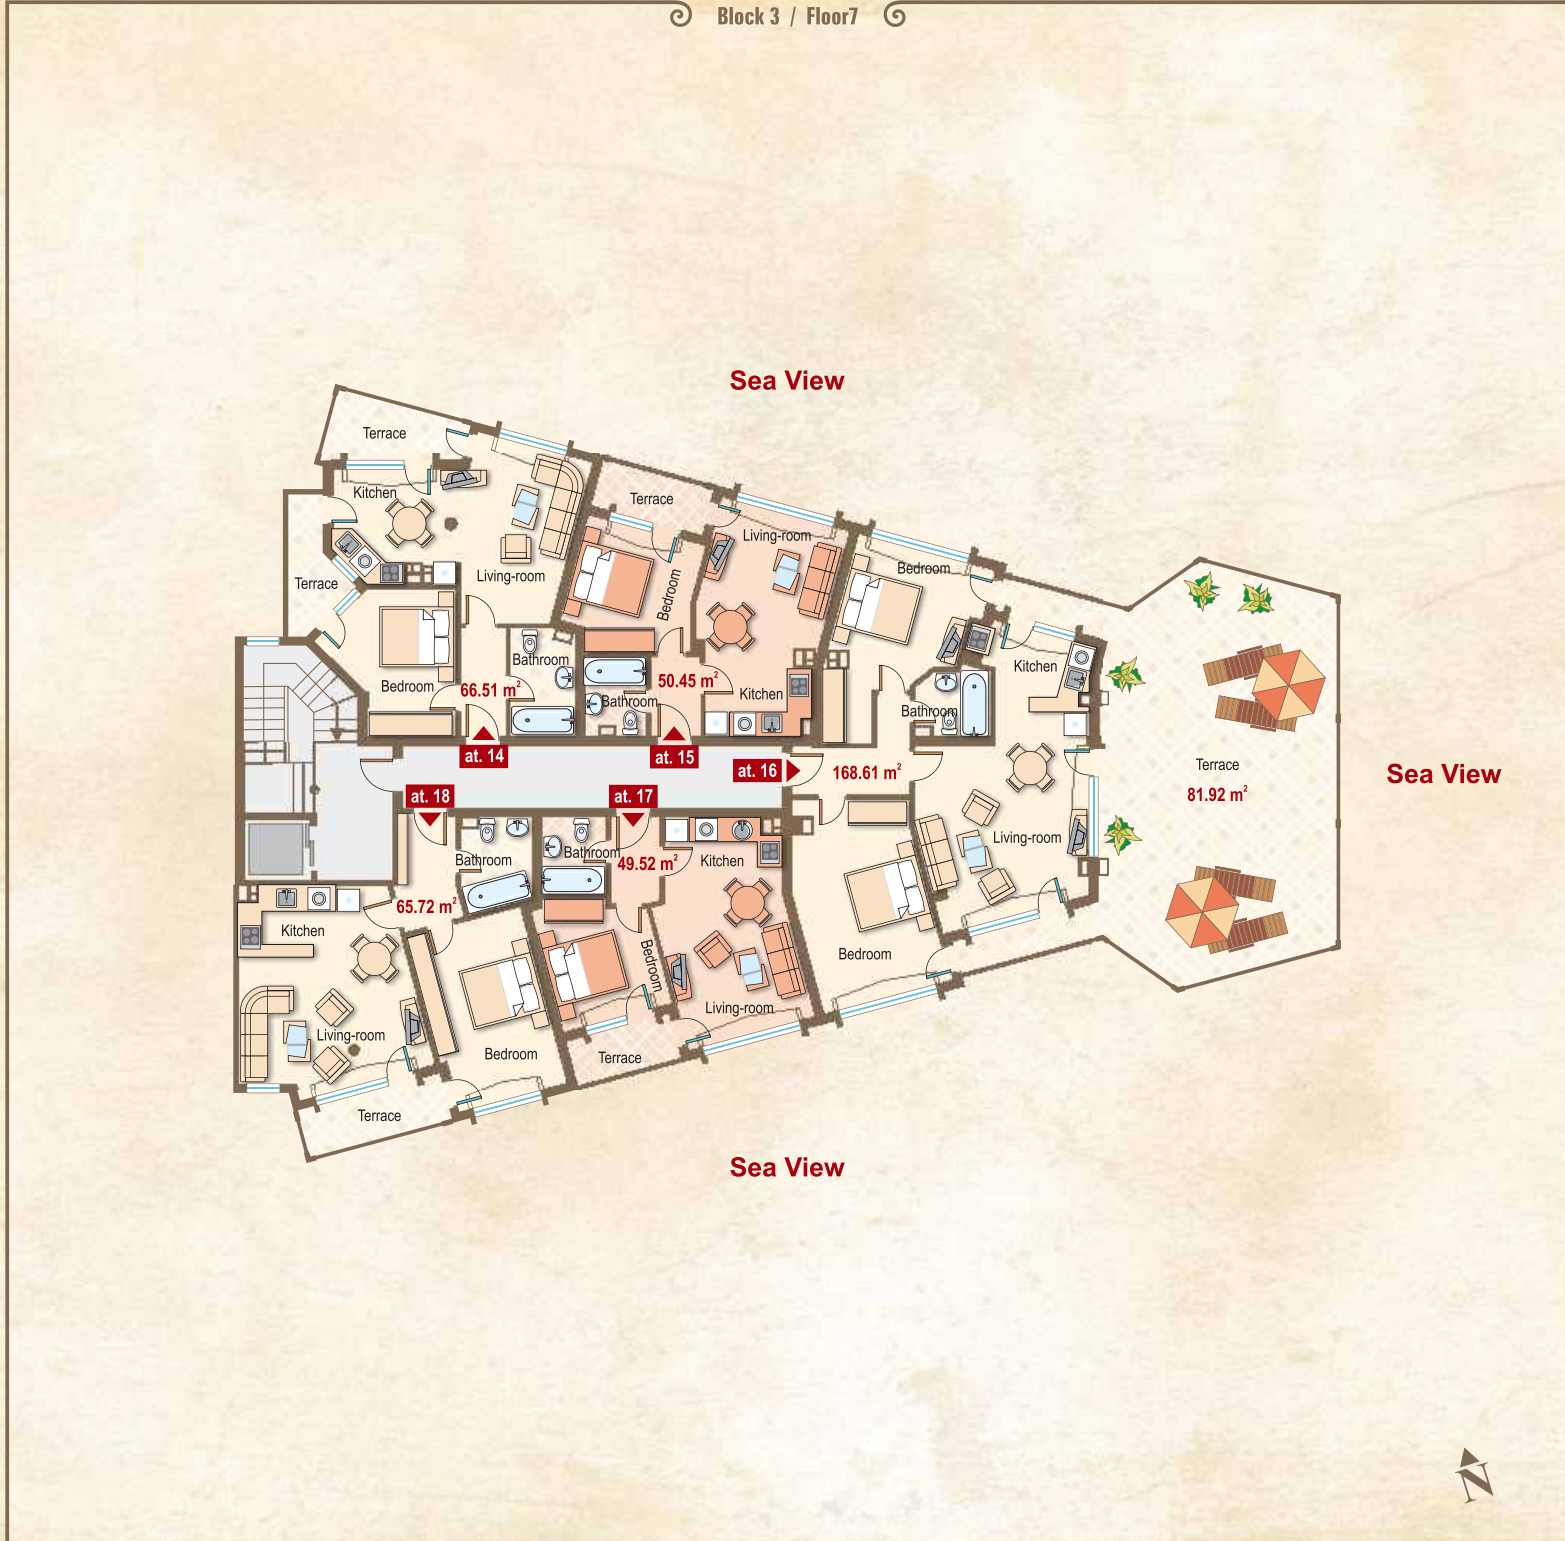 Block 3 / Floor7
Sea View
Terrace
Kitchen
Living-room
Terrace
Bedroom
Bathroom
66.51 m²
at. 14
Terrace
Living-room
Bedroom
Bathroom
50.45 m²
Kitchen
at. 15
Bedroom
Kitchen
Bathroom
at. 16
168.61 m²
Living-room
Bedroom
Terrace
81.92 m²
Sea View
at. 18
Bathroom
65.72 m²
Kitchen
Living-room
Bedroom
Terrace
at. 17
Bathroom
49.52 m²
Kitchen
Bedroom
Living-room
Terrace
Sea View
N